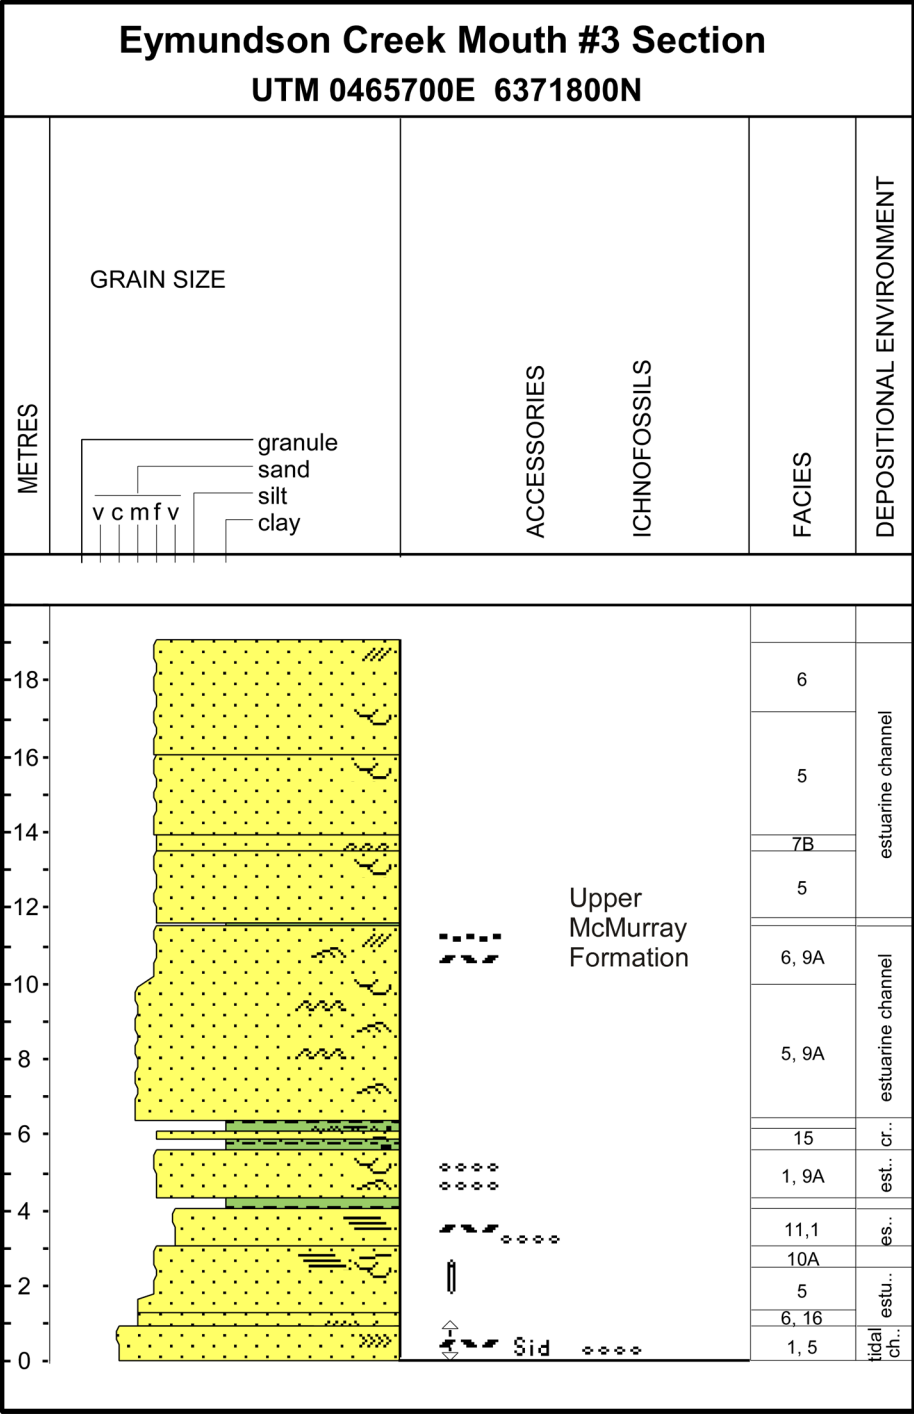 Eymundson Creek Mouth #3 Section
UTM 0465700E 6371800N
METRES
GRAIN SIZE
granule
sand
silt
clay
v c m f v
ACCESSORIES
ICHNOFOSSILS
FACIES
DEPOSITIONAL ENVIRONMENT
18
6
16
5
estuarine channel
14
7B
5
12
Upper
McMurray
Formation
6, 9A
10
estuarine channel
8
5, 9A
6
15
cr..
1, 9A
est..
4
11,1
es..
10A
2
5
estu..
6, 16
0
Sid
1, 5
tidal
ch..